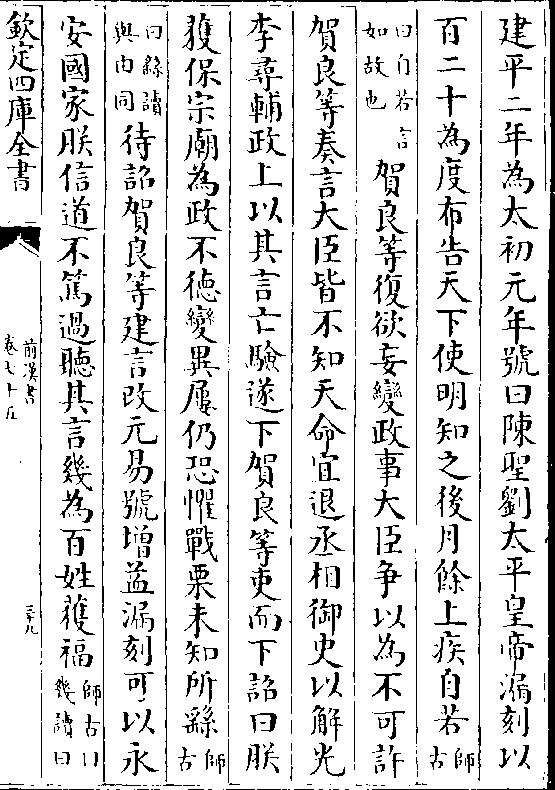 建平二年為太初元年號曰陳聖劉太平皇帝漏刻以
百二十為度布告天下使明知之後月餘上疾自若師古
曰自若言如故也賀良等復欲妄變政事大臣争以為不可許
賀良等奏言大臣皆不知天命宜退丞相御史以解光
李尋輔政上以其言亡驗遂下賀良等吏而下詔曰朕
獲保宗廟為政不徳變異屢仍恐懼戰栗未知所繇師古
曰繇讀與由同待詔賀良等建言改元易號增益漏刻可以永
安國家朕信道不篤過聽其言幾為百姓獲福師古曰幾讀曰
欽定四庫全書
前漢書
卷七十五
三十九